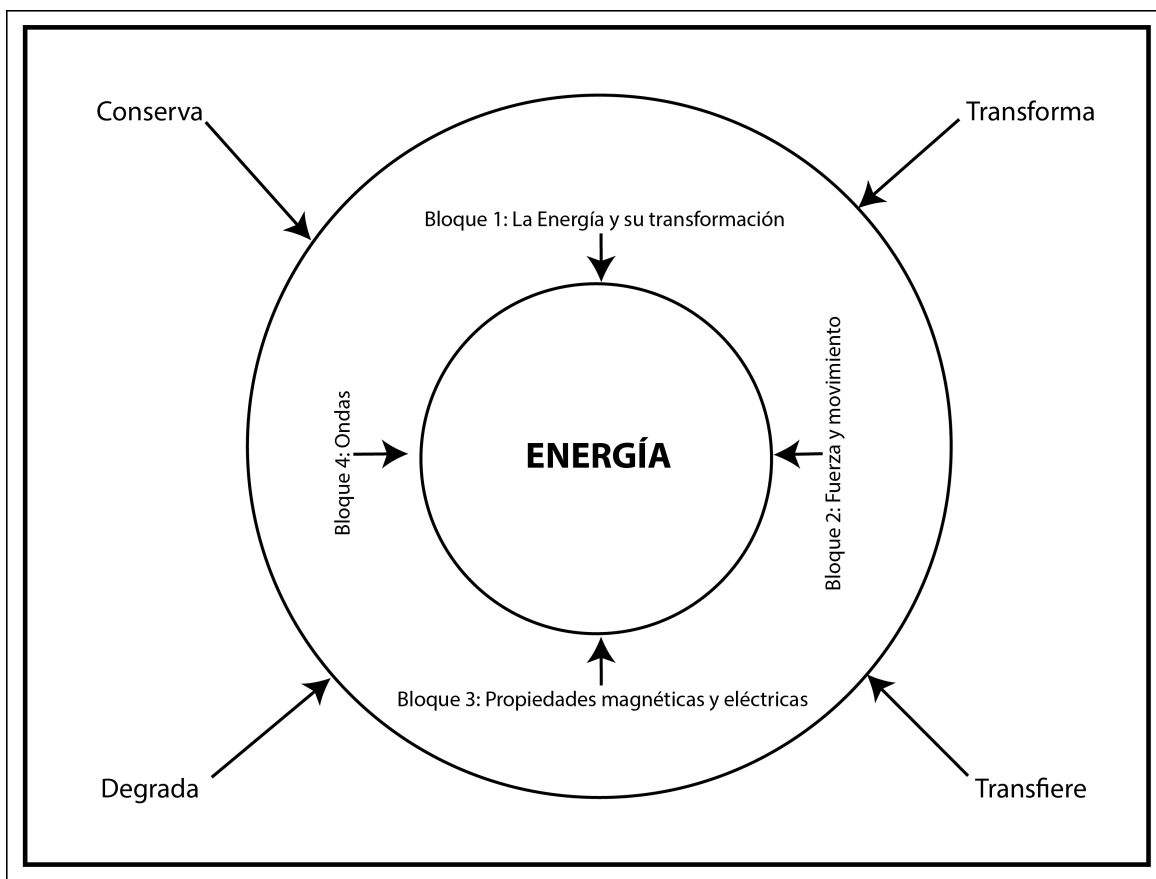 Conserva
Transforma
Bloque 1: La Energía y su transformación
Bloque 4: Ondas
ENERGÍA
Bloque 2: Fuerza y movimiento
Bloque 3: Propiedades magnéticas y eléctricas
Degrada
Transfiere